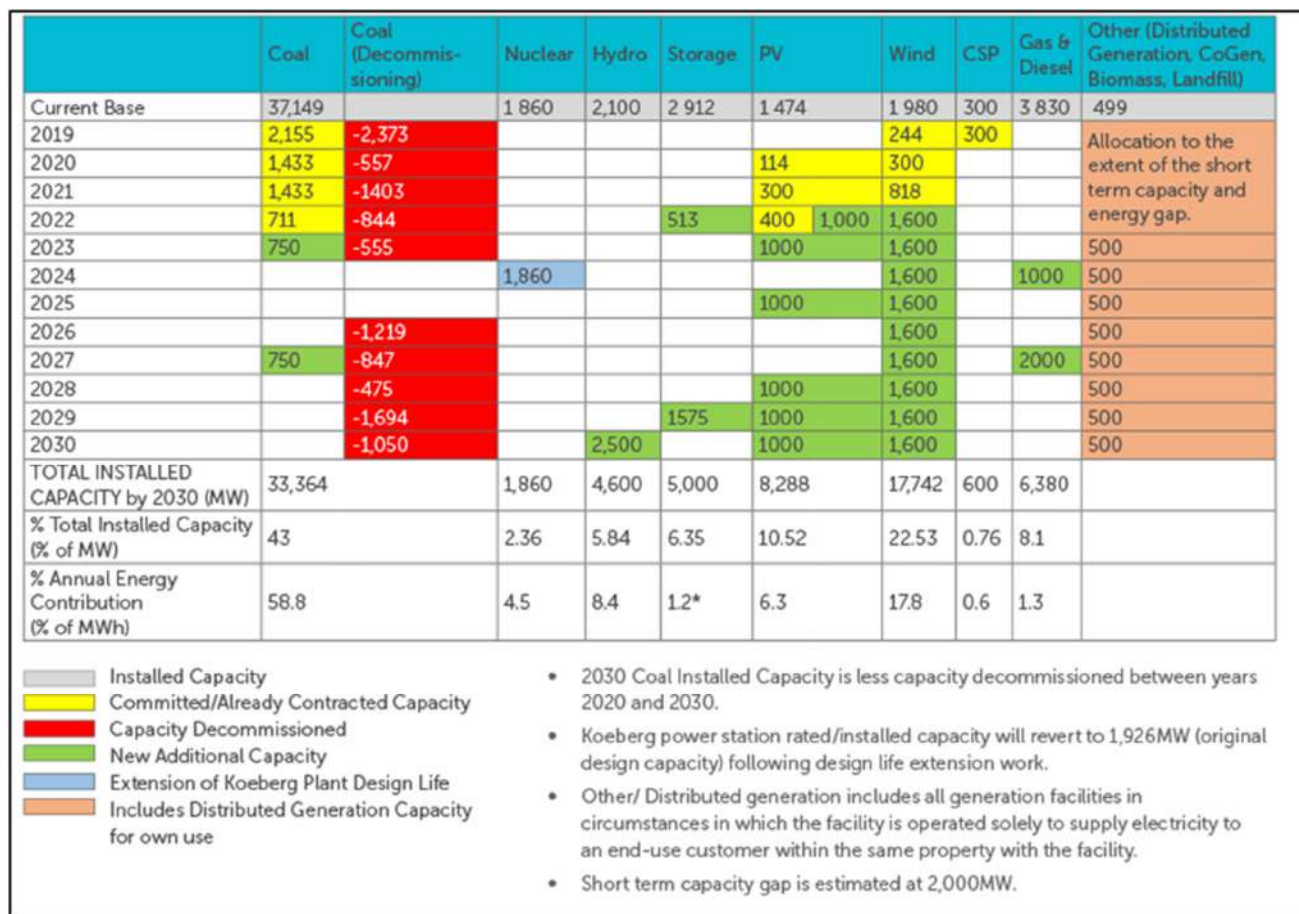 Coal Coal (Decommis- sioning) Nuclear Hydro Storage PV Wind CSP Gas & Diesel Other (Distributed Generation, CoGen, Biomass, Landfill)
Current Base 37,149 1 860 2,100 2 912 1 474 1 980 300 3 830 499
2019 2,155 -2,373 244 300 Allocation to the extent of the short term capacity and energy gap.
2020 1,433 -557 114 300
2021 1,433 -1403 300 818
2022 711 -844 513 400 1,000 1,600
2023 750 -555 1000 1,600 500
2024 1,860 1,600 1000 500
2025 1000 1,600 500
2026 -1,219 1,600 500
2027 750 -847 1,600 2000 500
2028 -475 1000 1,600 500
2029 -1,694 1575 1000 1,600 500
2030 -1,050 2,500 1000 1,600 500
TOTAL INSTALLED CAPACITY by 2030 (MW) 33,364 1,860 4,600 5,000 8,288 17,742 600 6,380
% Total Installed Capacity (% of MW) 43 2.36 5.84 6.35 10.52 22.53 0.76 8.1
% Annual Energy Contribution (% of MWh) 58.8 4.5 8.4 1.2* 6.3 17.8 0.6 1.3
Installed Capacity
Committed/Already Contracted Capacity
Capacity Decommissioned
New Additional Capacity
Extension of Koeberg Plant Design Life
Includes Distributed Generation Capacity
for own use
• 2030 Coal Installed Capacity is less capacity decommissioned between years
2020 and 2030.
• Koeberg power station rated/installed capacity will revert to 1,926MW (original
design capacity) following design life extension work.
• Other/ Distributed generation includes all generation facilities in
circumstances in which the facility is operated solely to supply electricity to
an end-use customer within the same property with the facility.
• Short term capacity gap is estimated at 2,000MW.